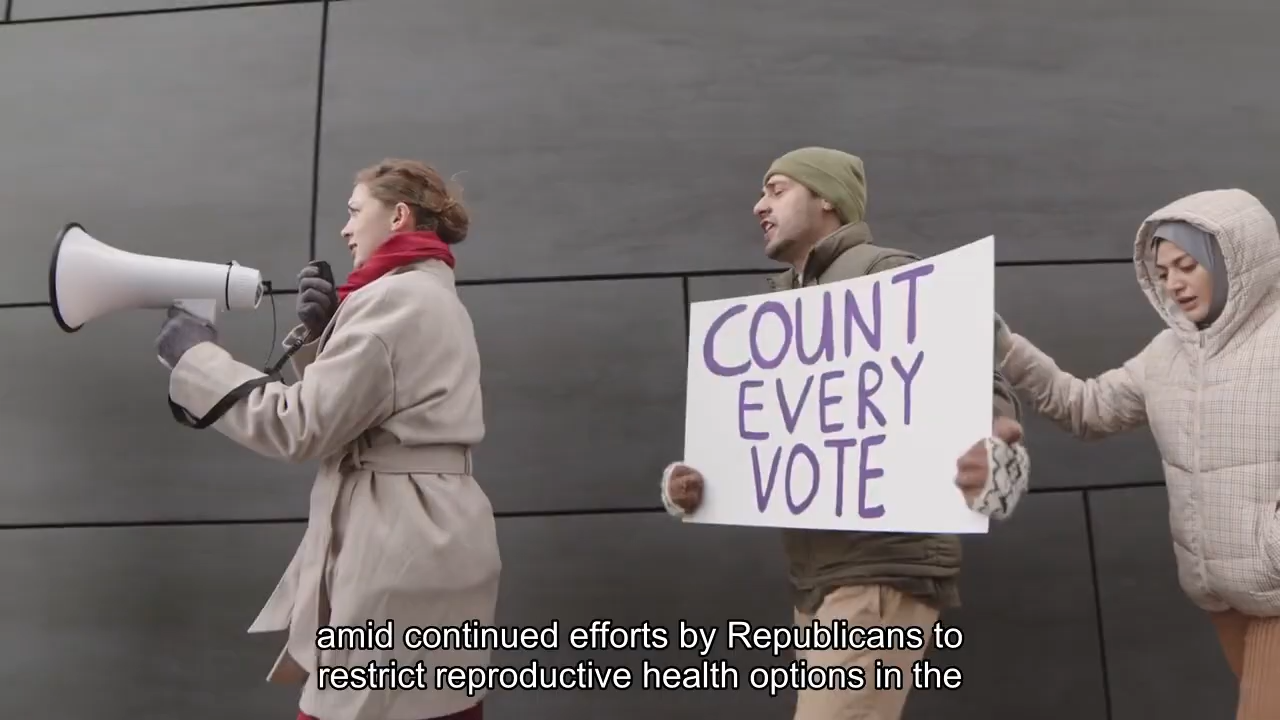 COUNT
EVERY
VOTE
amid continued efforts by Republicans to
restrict reproductive health options in the